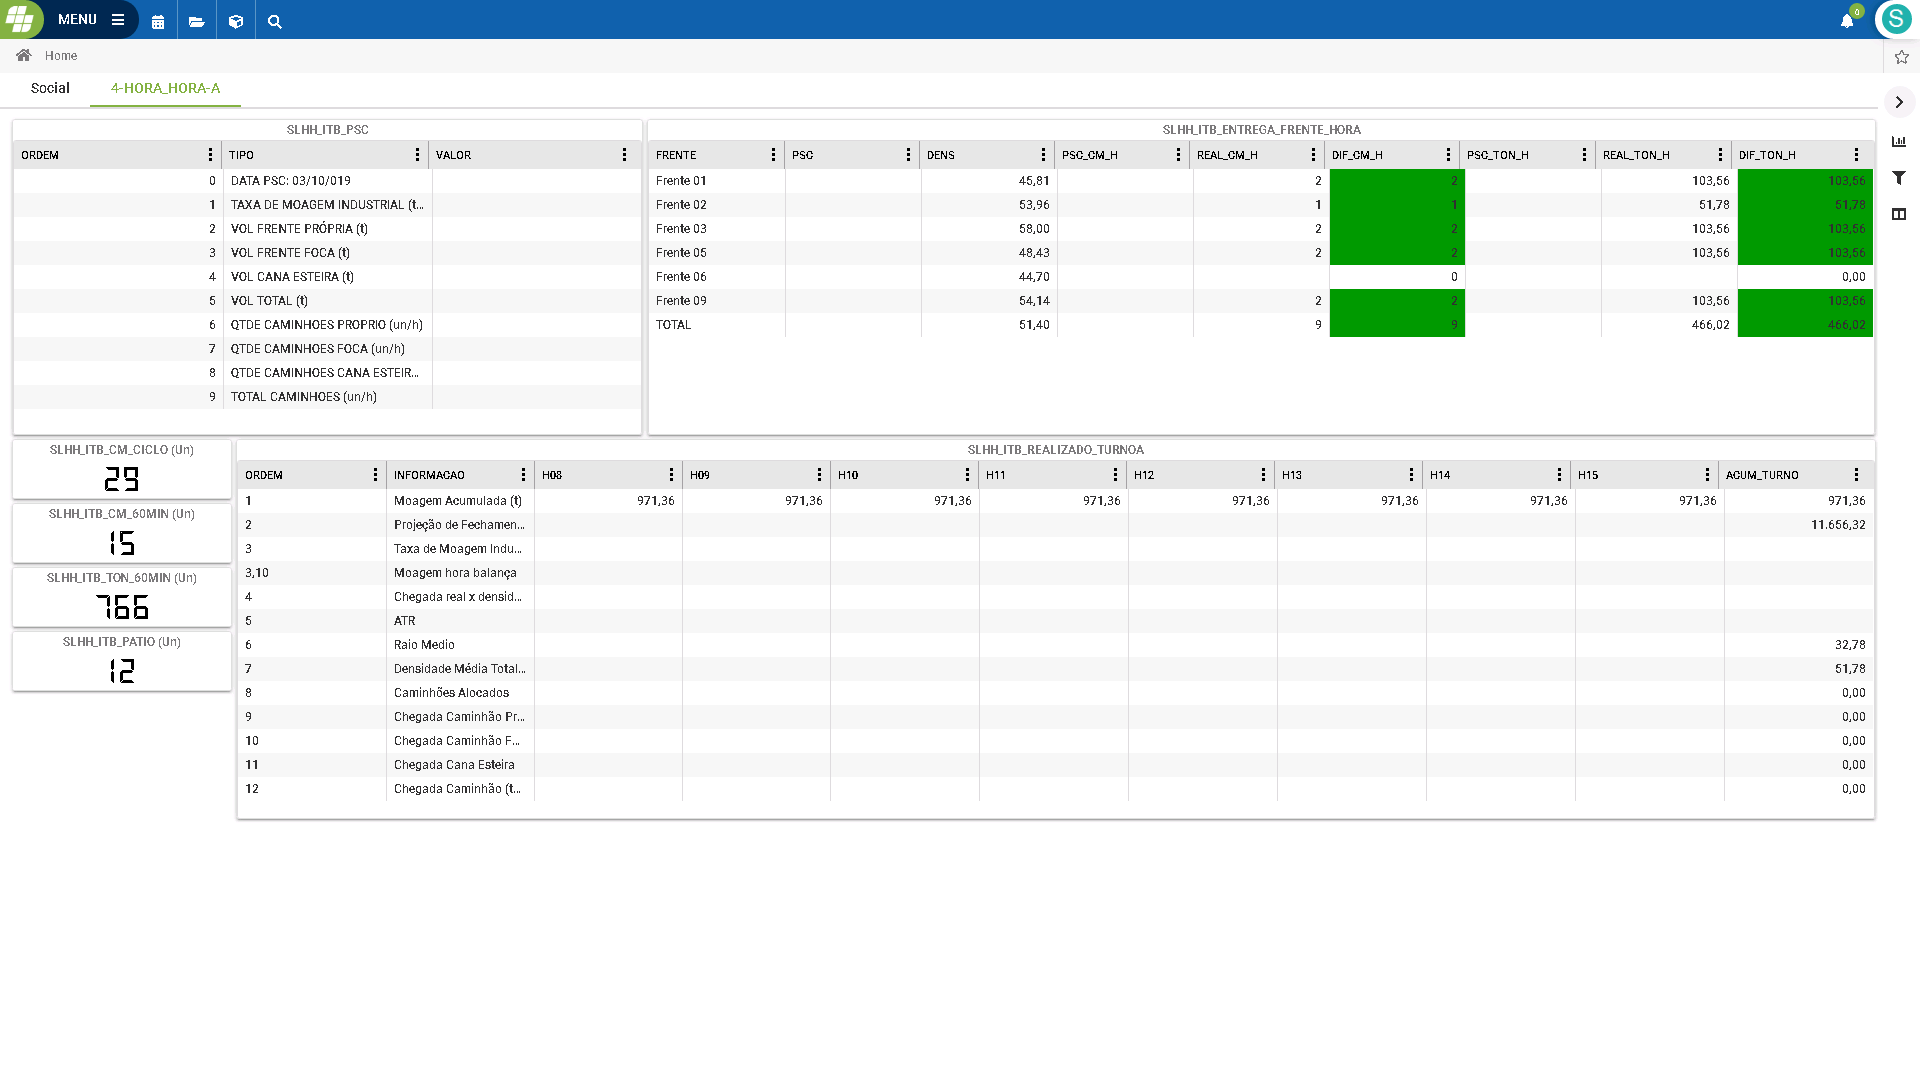 MENU
0
S
Home
Social
4-HORA_HORA-A
SLHH_ITB_PSC
ORDEM TIPO VALOR
0 DATA PSC: 03/10/019
1 TAXA DE MOAGEM INDUSTRIAL (t...
2 VOL FRENTE PRÓPRIA (t)
3 VOL FRENTE FOCA (t)
4 VOL CANA ESTEIRA (t)
5 VOL TOTAL (t)
6 QTDE CAMINHOES PROPRIO (un/h)
7 QTDE CAMINHOES FOCA (un/h)
8 QTDE CAMINHOES CANA ESTEIR...
9 TOTAL CAMINHOES (un/h)
SLHH_ITB_ENTREGA_FRENTE_HORA
FRENTE PSC DENS PSC_CM_H REAL_CM_H DIF_CM_H PSC_TON_H REAL_TON_H DIF_TON_H
Frente 01 45,81 2 2 103,56 103,56
Frente 02 53,96 1 1 51,78 51,78
Frente 03 58,00 2 2 103,56 103,56
Frente 05 48,43 2 2 103,56 103,56
Frente 06 44,70 0 0,00
Frente 09 54,14 2 2 103,56 103,56
TOTAL 51,40 9 9 466,02 466,02
SLHH_ITB_CM_CICLO (Un)
29
SLHH_ITB_CM_60MIN (Un)
15
SLHH_ITB_TON_60MIN (Un)
766
SLHH_ITB_PATIO (Un)
12
SLHH_ITB_REALIZADO_TURNOA
ORDEM INFORMACAO H08 H09 H10 H11 H12 H13 H14 H15 ACUM_TURNO
1 Moagem Acumulada (t) 971,36 971,36 971,36 971,36 971,36 971,36 971,36 971,36 971,36
2 Projeção de Fechamen... 11.656,32
3 Taxa de Moagem Indu...
3,10 Moagem hora balança
4 Chegada real x densid...
5 ATR
6 Raio Medio 32,78
7 Densidade Média Total... 51,78
8 Caminhões Alocados 0,00
9 Chegada Caminhão Pr... 0,00
10 Chegada Caminhão F... 0,00
11 Chegada Cana Esteira 0,00
12 Chegada Caminhão (t... 0,00